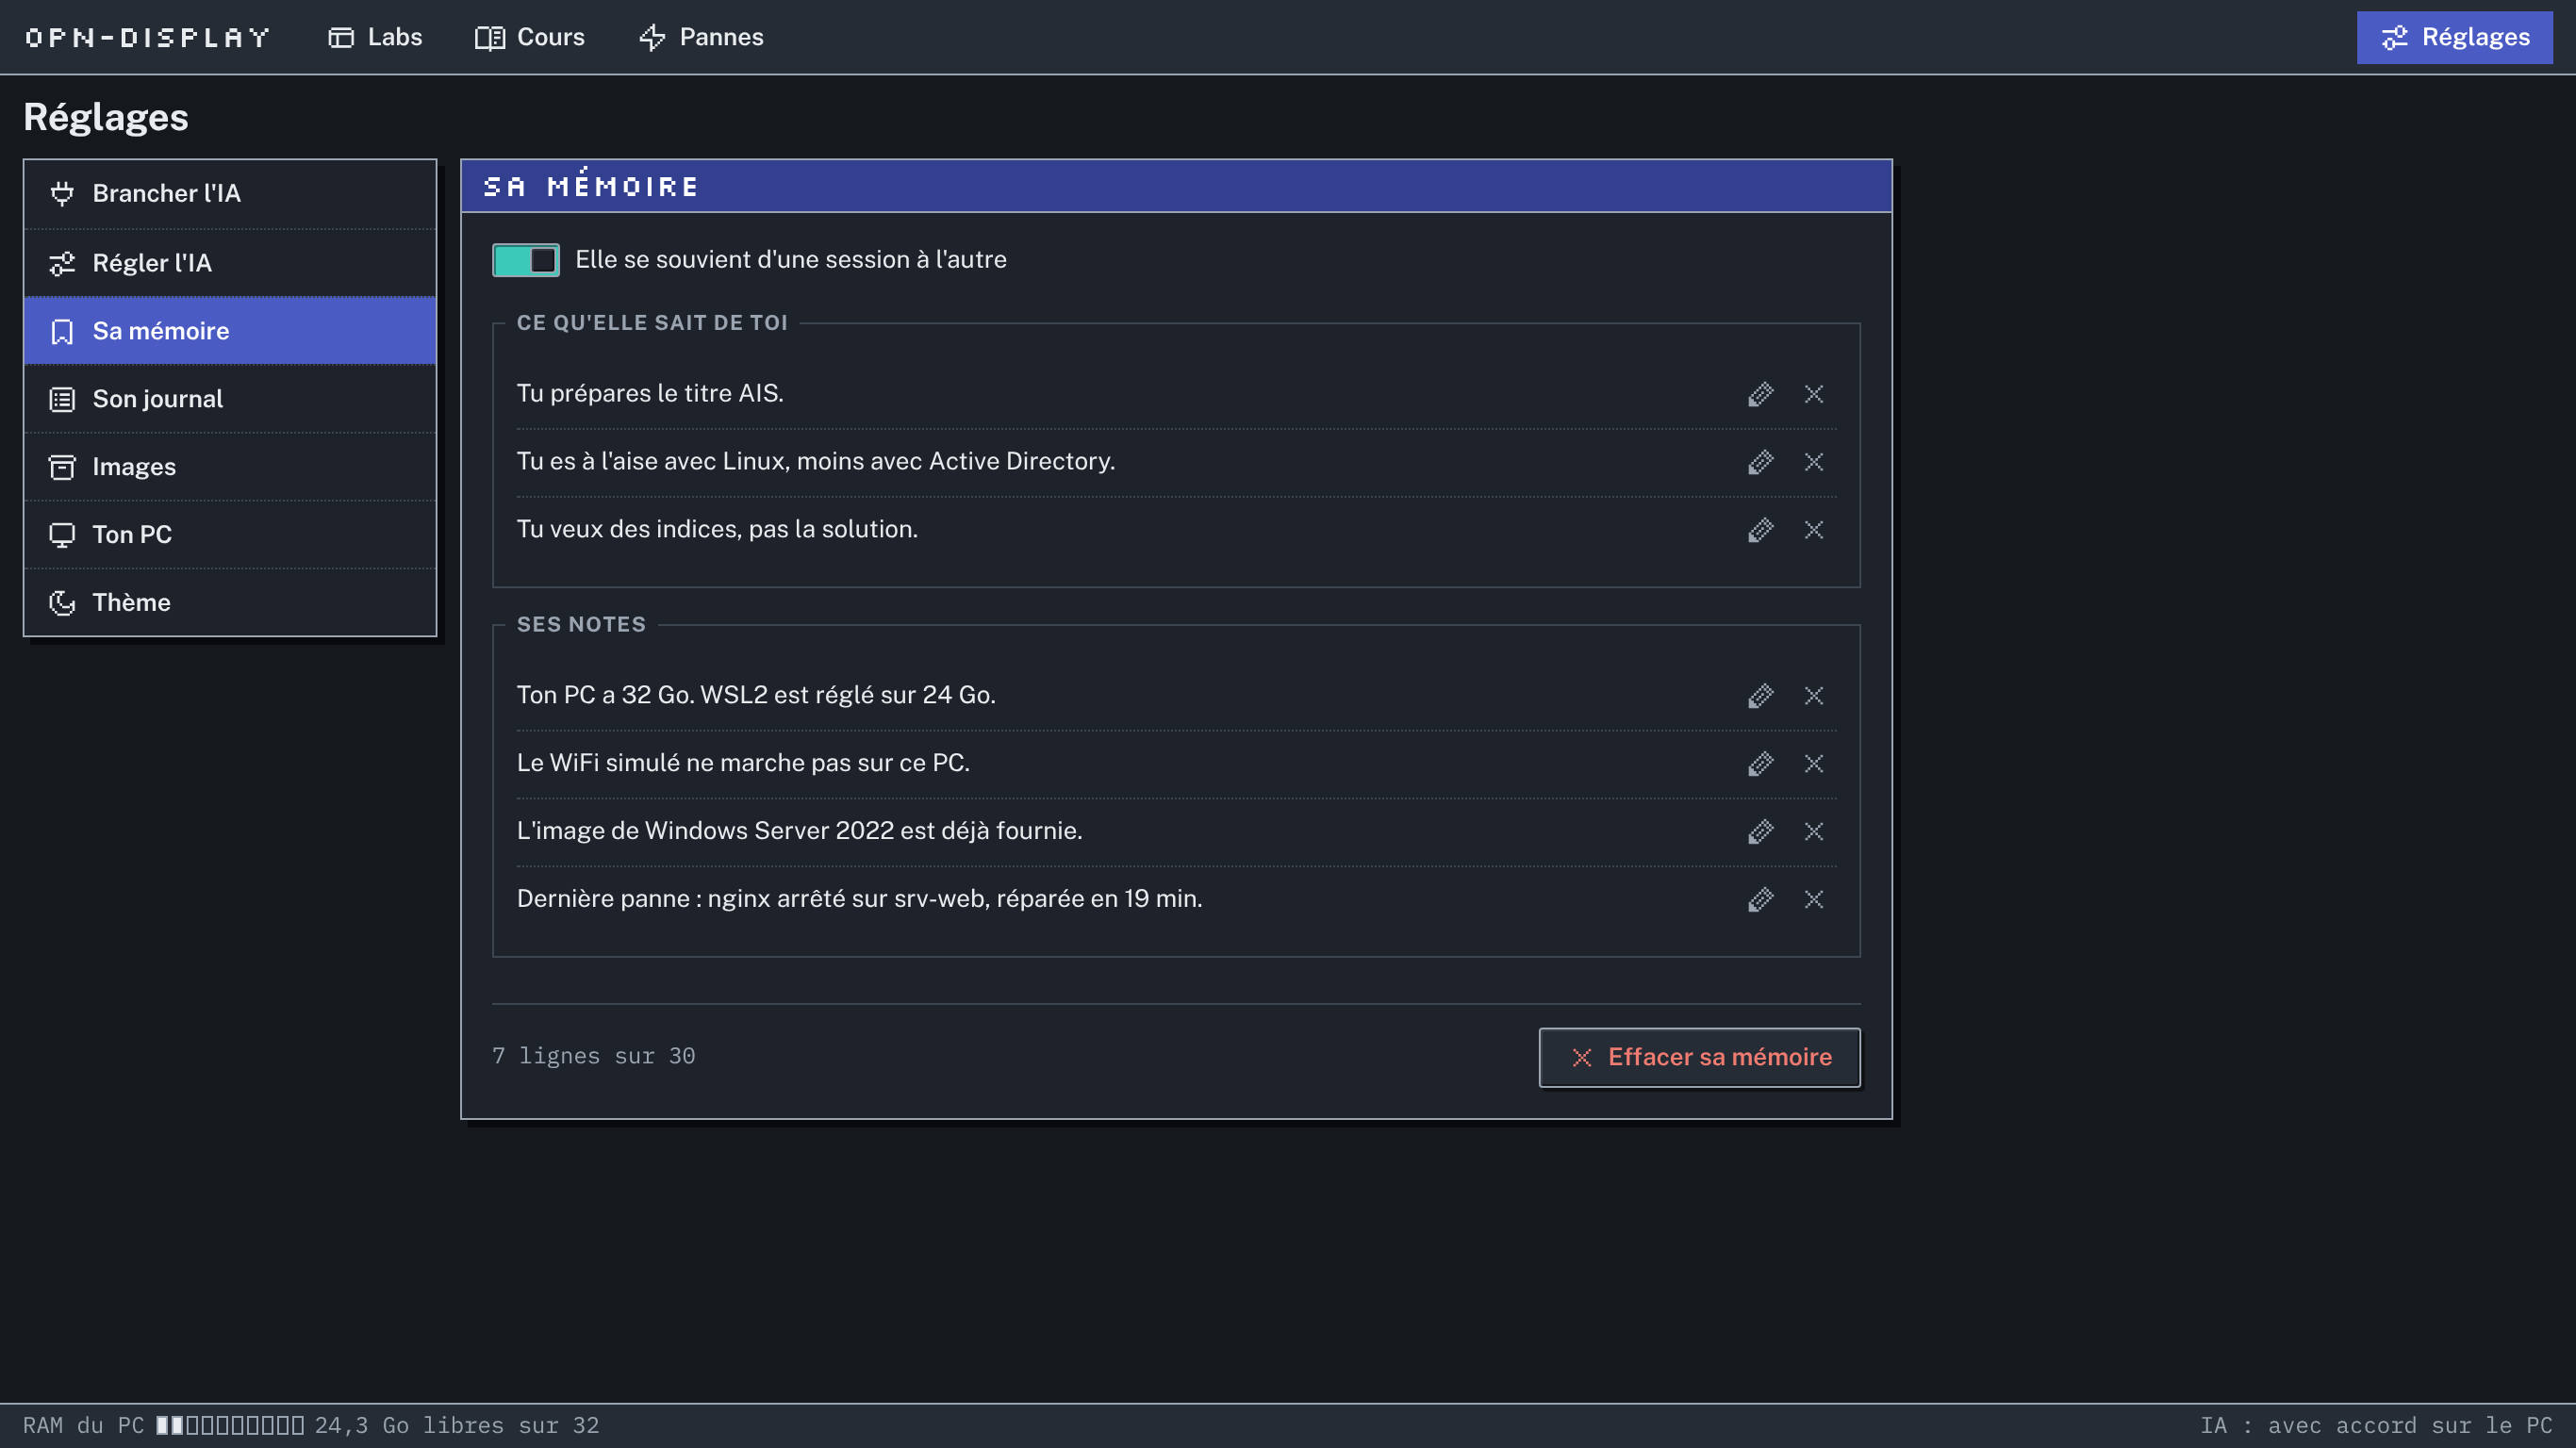 OPN-DISPLAY
Labs
Cours
Pannes
Réglages
Réglages
Brancher l'IA
Régler l'IA
Sa mémoire
Son journal
Images
Ton PC
Thème
SA MÉMOIRE
Elle se souvient d'une session à l'autre
CE QU'ELLE SAIT DE TOI
Tu prépares le titre AIS.
Tu es à l'aise avec Linux, moins avec Active Directory.
Tu veux des indices, pas la solution.
SES NOTES
Ton PC a 32 Go. WSL2 est réglé sur 24 Go.
Le WiFi simulé ne marche pas sur ce PC.
L'image de Windows Server 2022 est déjà fournie.
Dernière panne : nginx arrêté sur srv-web, réparée en 19 min.
7 lignes sur 30
Effacer sa mémoire
RAM du PC 24,3 Go libres sur 32
IA : avec accord sur le PC